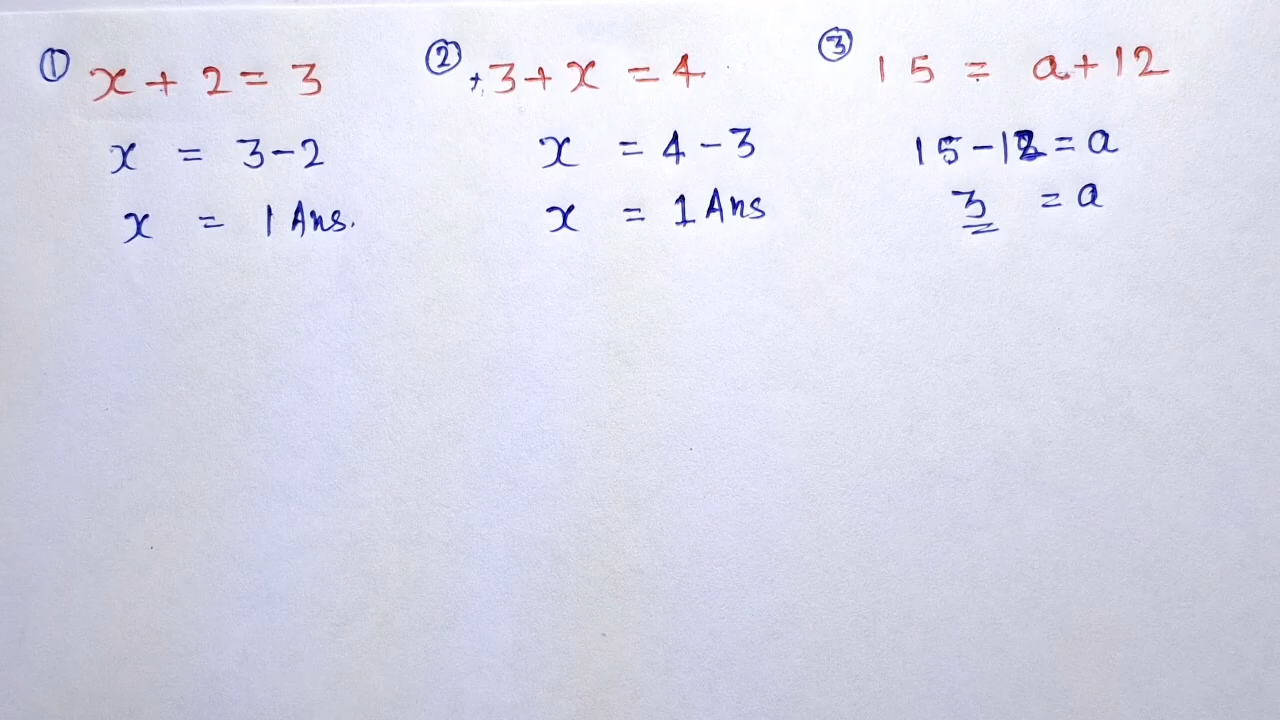 ① x + 2 = 3
x = 3 - 2
x = 1 Ans.
② +3 + x = 4
x = 4 - 3
x = 1 Ans
③ 15 = a + 12
15 - 12 = a
3 = a